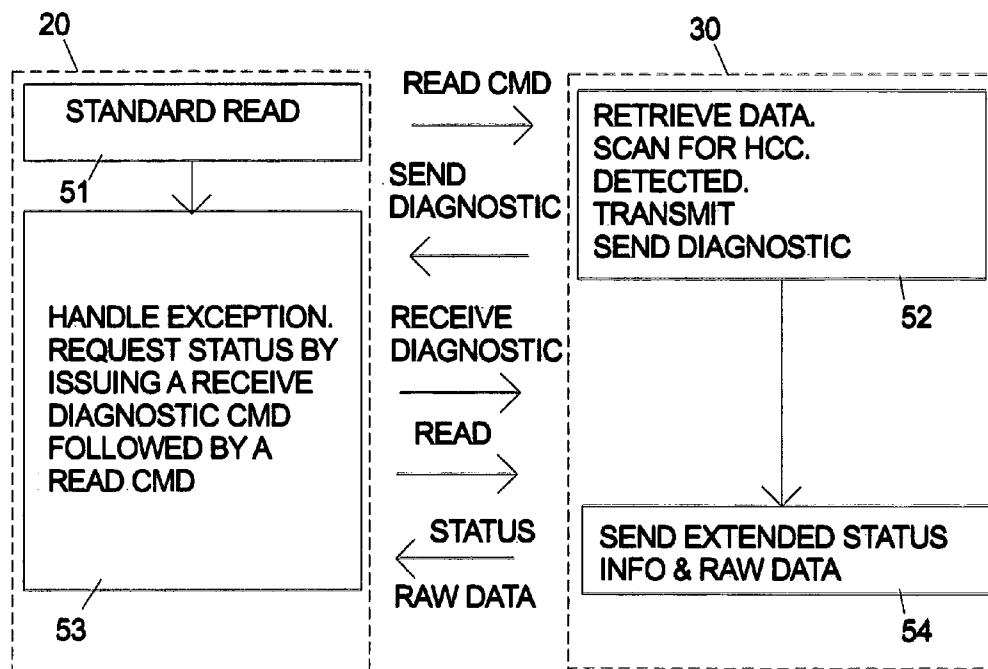 20
30
STANDARD READ
51
READ CMD
RETRIEVE DATA.
SCAN FOR HCC.
DETECTED.
TRANSMIT
SEND DIAGNOSTIC
52
SEND
DIAGNOSTIC
HANDLE EXCEPTION.
REQUEST STATUS BY
ISSUING A RECEIVE
DIAGNOSTIC CMD
FOLLOWED BY A
READ CMD
53
RECEIVE
DIAGNOSTIC
READ
STATUS
RAW DATA
SEND EXTENDED STATUS
INFO & RAW DATA
54